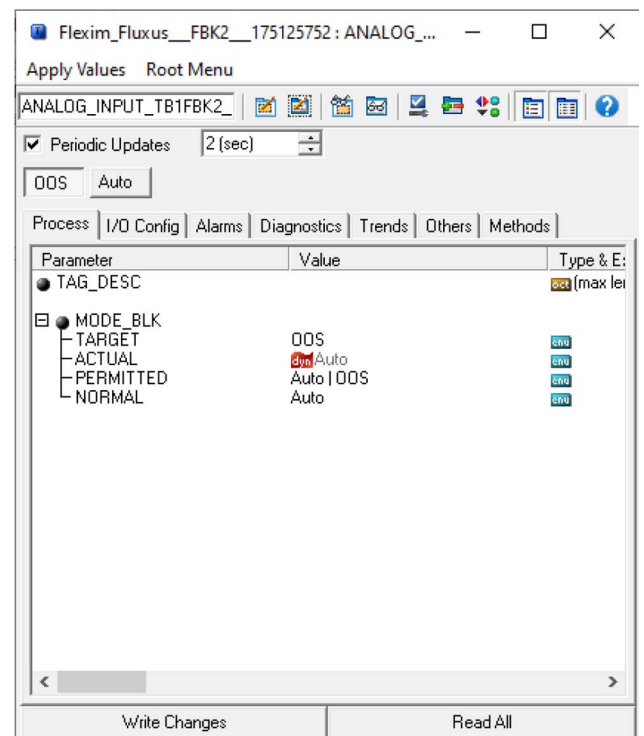 Flexim_Fluxus__FBK2__175125752 : ANALOG_...
Apply Values Root Menu
ANALOG_INPUT_TB1FBK2_
Periodic Updates 2 (sec)
OOS Auto
Process I/O Config Alarms Diagnostics Trends Others Methods
Parameter Value Type & E
TAG_DESC oct (max le
MODE_BLK
TARGET OOS enu
ACTUAL dyn Auto enu
PERMITTED Auto | OOS enu
NORMAL Auto enu
Write Changes Read All